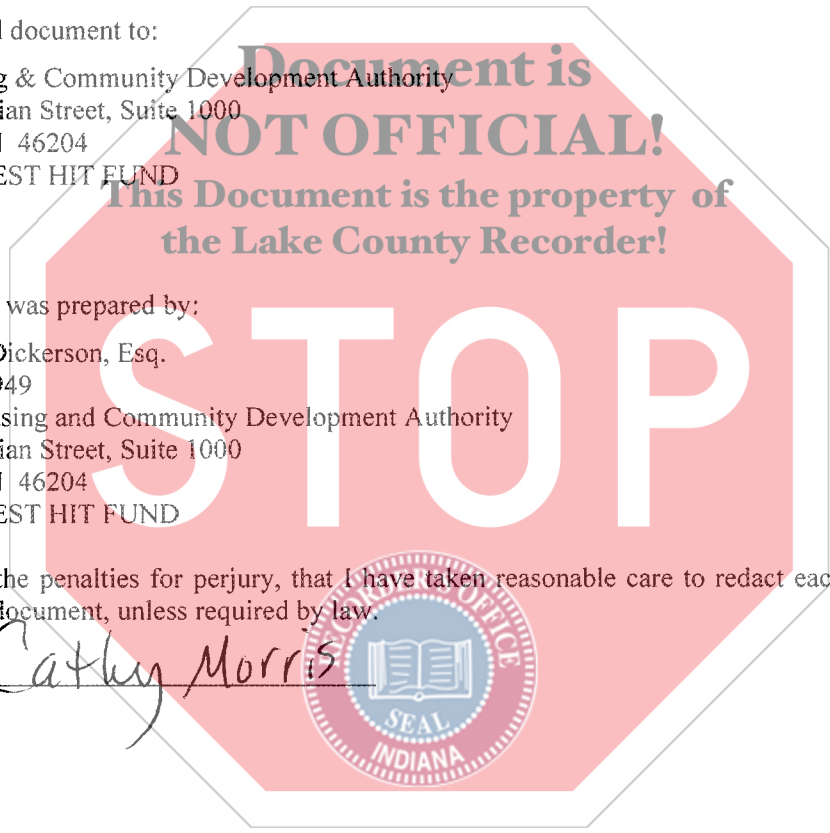 d document to:
Document is
g & Community Development Authority
ian Street, Suite 1000
NOT OFFICIAL!
46204
EST HIT FUND
This Document is the property of
the Lake County Recorder!
was prepared by:
Dickerson, Esq.
949
STOP
sing and Community Development Authority
ian Street, Suite 1000
46204
EST HIT FUND
the penalties for perjury, that I have taken reasonable care to redact eac
document, unless required by law.
Cathy Morris
RECORDER'S OFFICE
SEAL
INDIANA